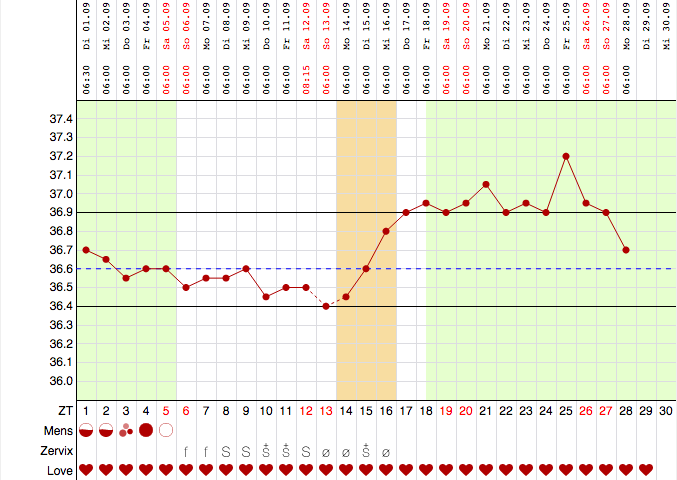 06:30 Di 01.09
06:00 Mi 02.09
06:00 Do 03.09
06:00 Fr 04.09
06:00 Sa 05.09
06:00 So 06.09
06:00 Mo 07.09
06:00 Di 08.09
06:00 Mi 09.09
06:00 Do 10.09
06:00 Fr 11.09
08:15 Sa 12.09
06:00 So 13.09
06:00 Mo 14.09
06:00 Di 15.09
06:00 Mi 16.09
06:00 Do 17.09
06:00 Fr 18.09
06:00 Sa 19.09
06:00 So 20.09
06:00 Mo 21.09
06:00 Di 22.09
06:00 Mi 23.09
06:00 Do 24.09
06:00 Fr 25.09
06:00 Sa 26.09
06:00 So 27.09
06:00 Mo 28.09
Di 29.09
Mi 30.09
37.4
37.3
37.2
37.1
37.0
36.9
36.8
36.7
36.6
36.5
36.4
36.3
36.2
36.1
36.0
ZT 1 2 3 4 5 6 7 8 9 10 11 12 13 14 15 16 17 18 19 20 21 22 23 24 25 26 27 28 29 30
Mens
Zervix f f S S +S +S S ø ø +S ø
Love